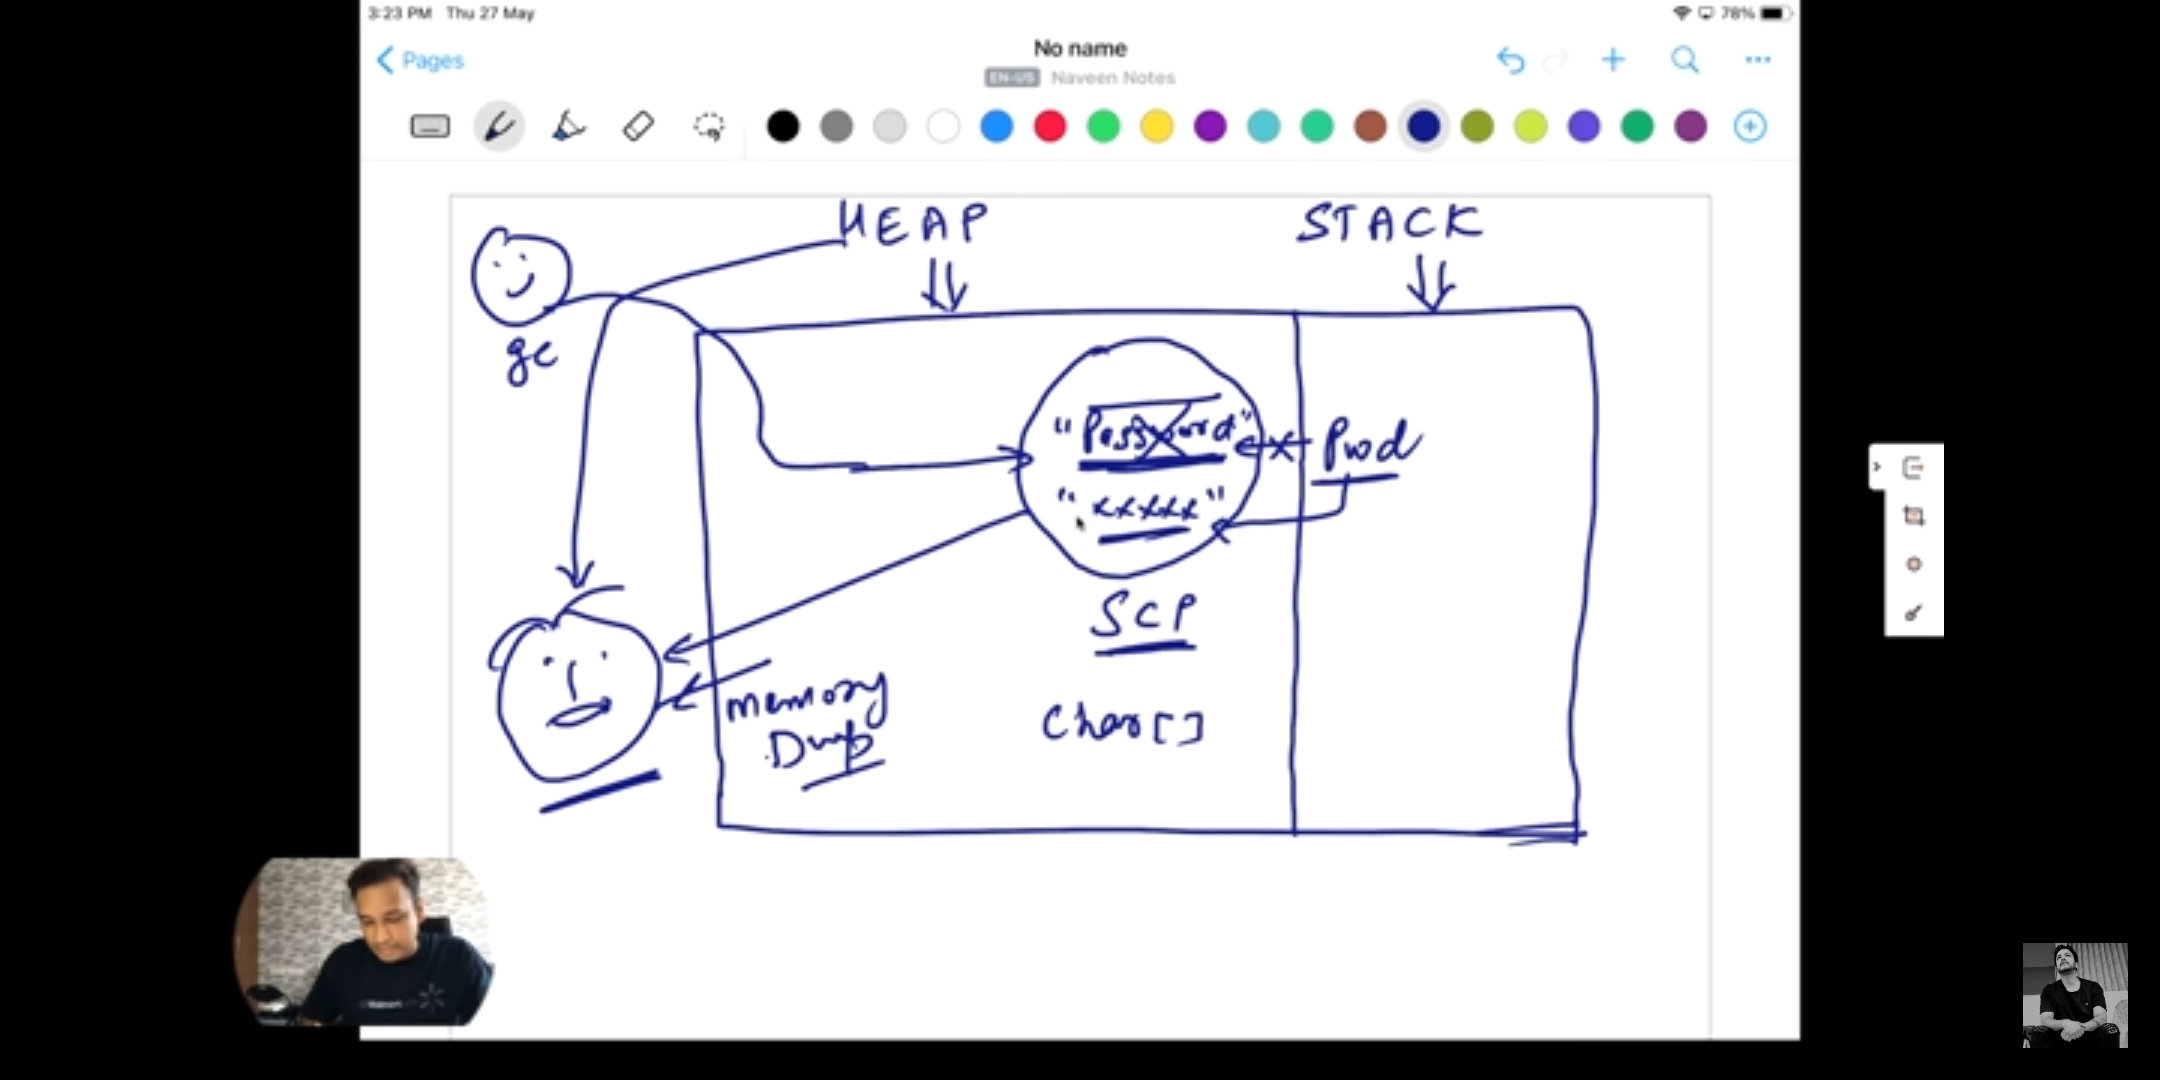 3:23 PM Thu 27 May
78%
Pages
No name
EN-US Naveen Notes
HEAP
STACK
gc
"Password"
Pwd
"xxxxx"
SCP
Memory
Dump
Char[]